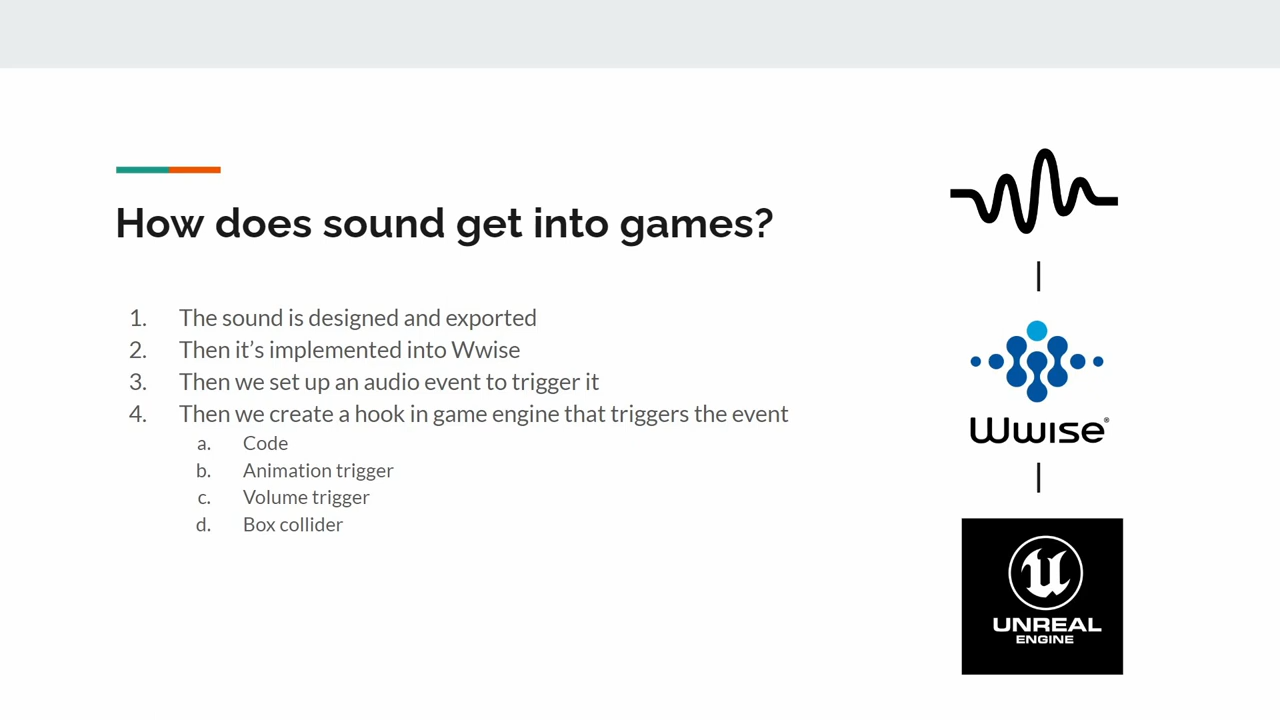 How does sound get into games?
1. The sound is designed and exported
2. Then it's implemented into Wwise
3. Then we set up an audio event to trigger it
4. Then we create a hook in game engine that triggers the event
a. Code
b. Animation trigger
c. Volume trigger
d. Box collider
Wwise®
UNREAL
ENGINE